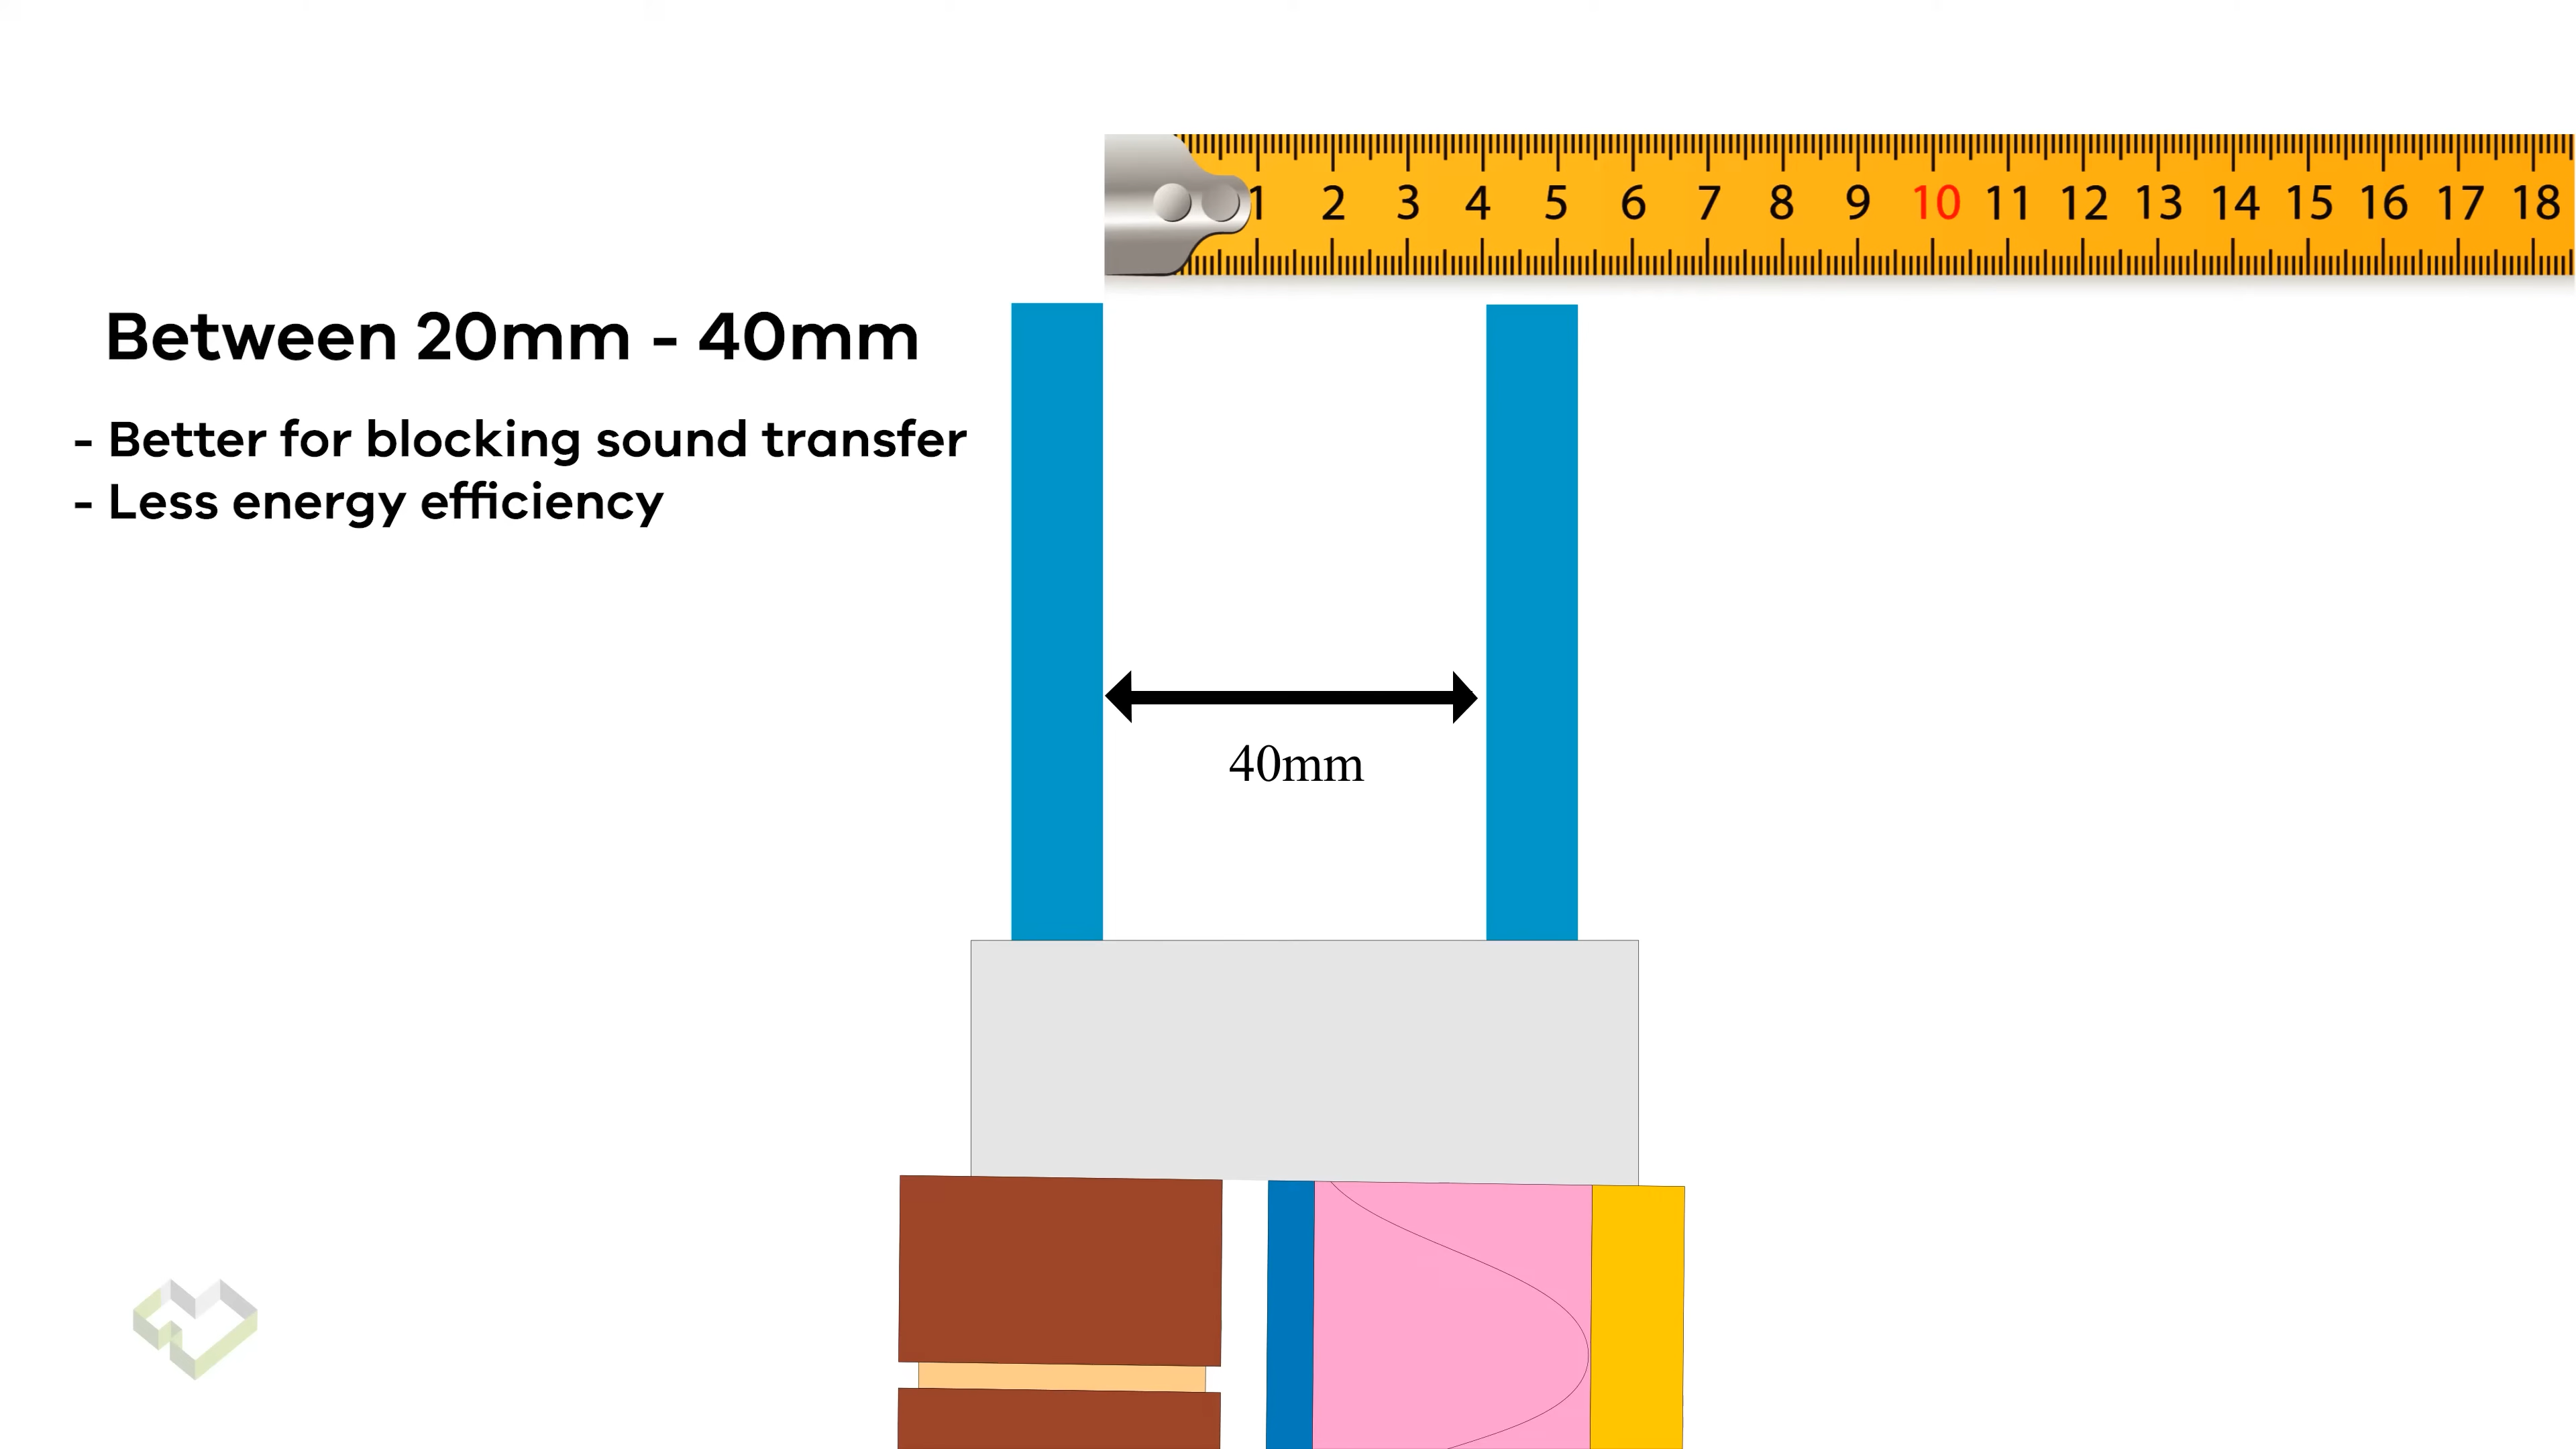 1 2 3 4 5 6 7 8 9 10 11 12 13 14 15 16 17 18
Between 20mm - 40mm
- Better for blocking sound transfer
- Less energy efficiency
40mm